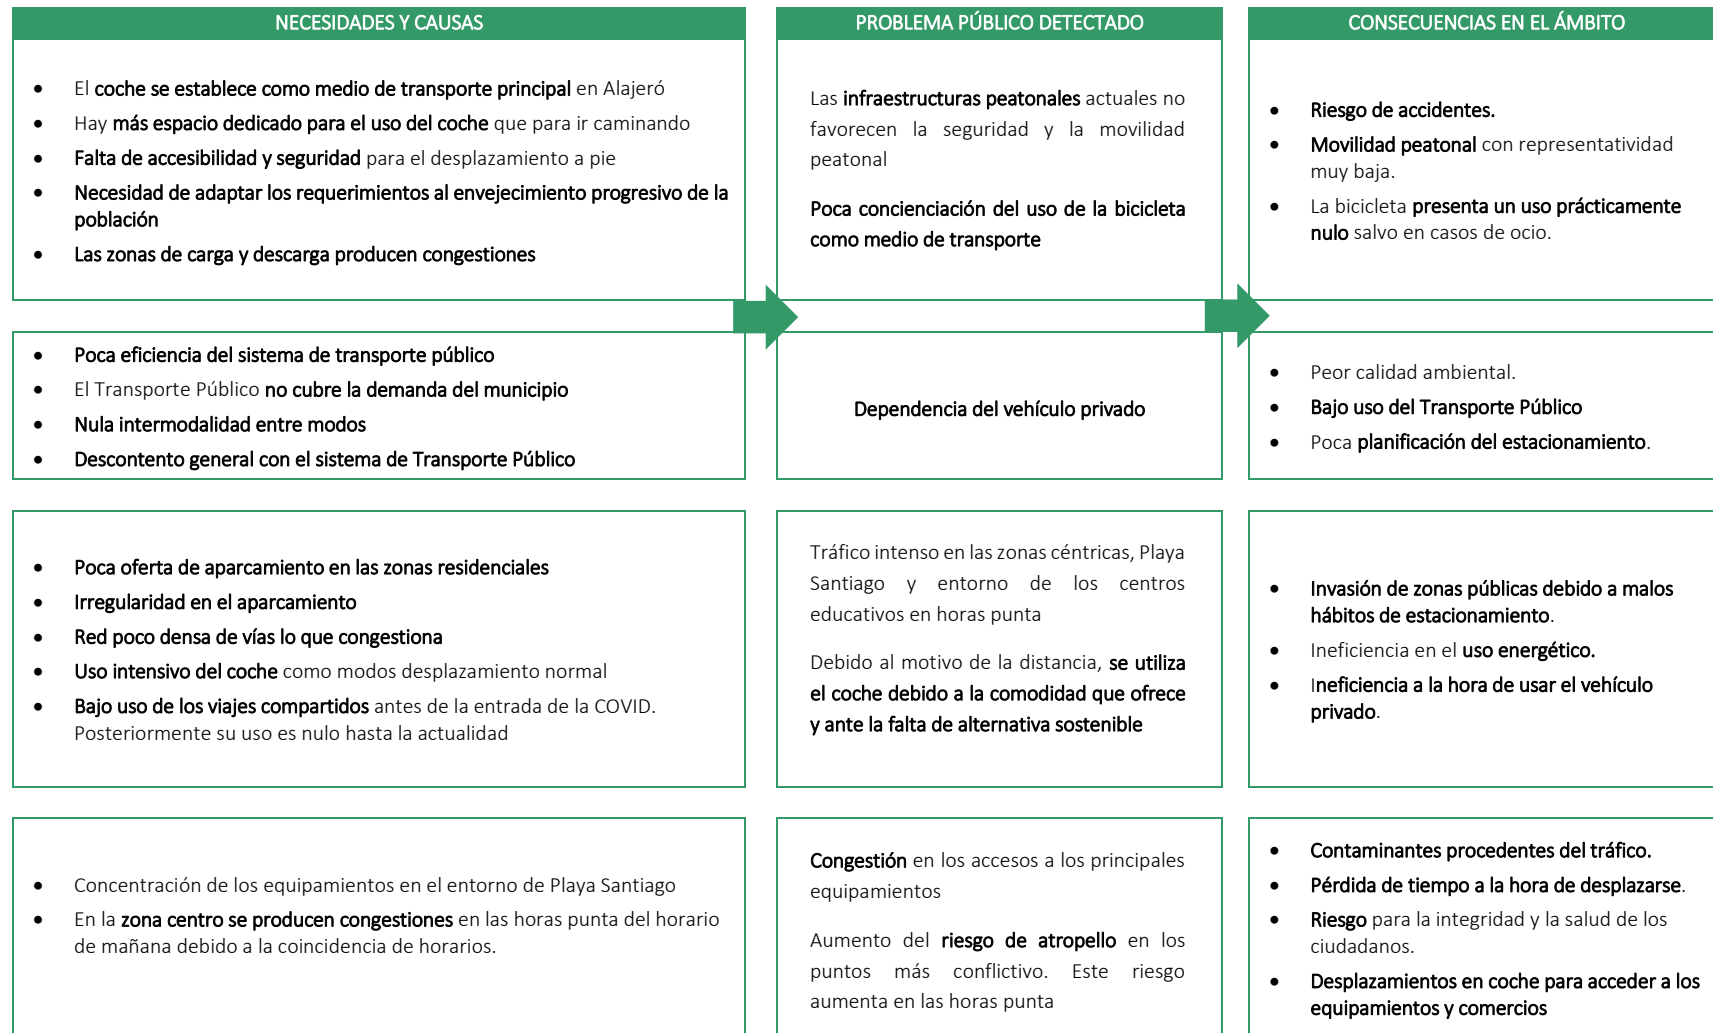 NECESIDADES Y CAUSAS
PROBLEMA PÚBLICO DETECTADO
CONSECUENCIAS EN EL ÁMBITO
• El coche se establece como medio de transporte principal en Alajeró
• Hay más espacio dedicado para el uso del coche que para ir caminando
• Falta de accesibilidad y seguridad para el desplazamiento a pie
• Necesidad de adaptar los requerimientos al envejecimiento progresivo de la
población
• Las zonas de carga y descarga producen congestiones
Las infraestructuras peatonales actuales no
favorecen la seguridad y la movilidad
peatonal
Poca concienciación del uso de la bicicleta
como medio de transporte
• Riesgo de accidentes.
• Movilidad peatonal con representatividad
muy baja.
• La bicicleta presenta un uso prácticamente
nulo salvo en casos de ocio.
• Poca eficiencia del sistema de transporte público
• El Transporte Público no cubre la demanda del municipio
• Nula intermodalidad entre modos
• Descontento general con el sistema de Transporte Público
Dependencia del vehículo privado
• Peor calidad ambiental.
• Bajo uso del Transporte Público
• Poca planificación del estacionamiento.
• Poca oferta de aparcamiento en las zonas residenciales
• Irregularidad en el aparcamiento
• Red poco densa de vías lo que congestiona
• Uso intensivo del coche como modos desplazamiento normal
• Bajo uso de los viajes compartidos antes de la entrada de la COVID.
Posteriormente su uso es nulo hasta la actualidad
Tráfico intenso en las zonas céntricas, Playa
Santiago y entorno de los centros
educativos en horas punta
Debido al motivo de la distancia, se utiliza
el coche debido a la comodidad que ofrece
y ante la falta de alternativa sostenible
• Invasión de zonas públicas debido a malos
hábitos de estacionamiento.
• Ineficiencia en el uso energético.
• Ineficiencia a la hora de usar el vehículo
privado.
• Concentración de los equipamientos en el entorno de Playa Santiago
• En la zona centro se producen congestiones en las horas punta del horario
de mañana debido a la coincidencia de horarios.
Congestión en los accesos a los principales
equipamientos
Aumento del riesgo de atropello en los
puntos más conflictivo. Este riesgo
aumenta en las horas punta
• Contaminantes procedentes del tráfico.
• Pérdida de tiempo a la hora de desplazarse.
• Riesgo para la integridad y la salud de los
ciudadanos.
• Desplazamientos en coche para acceder a los
equipamientos y comercios